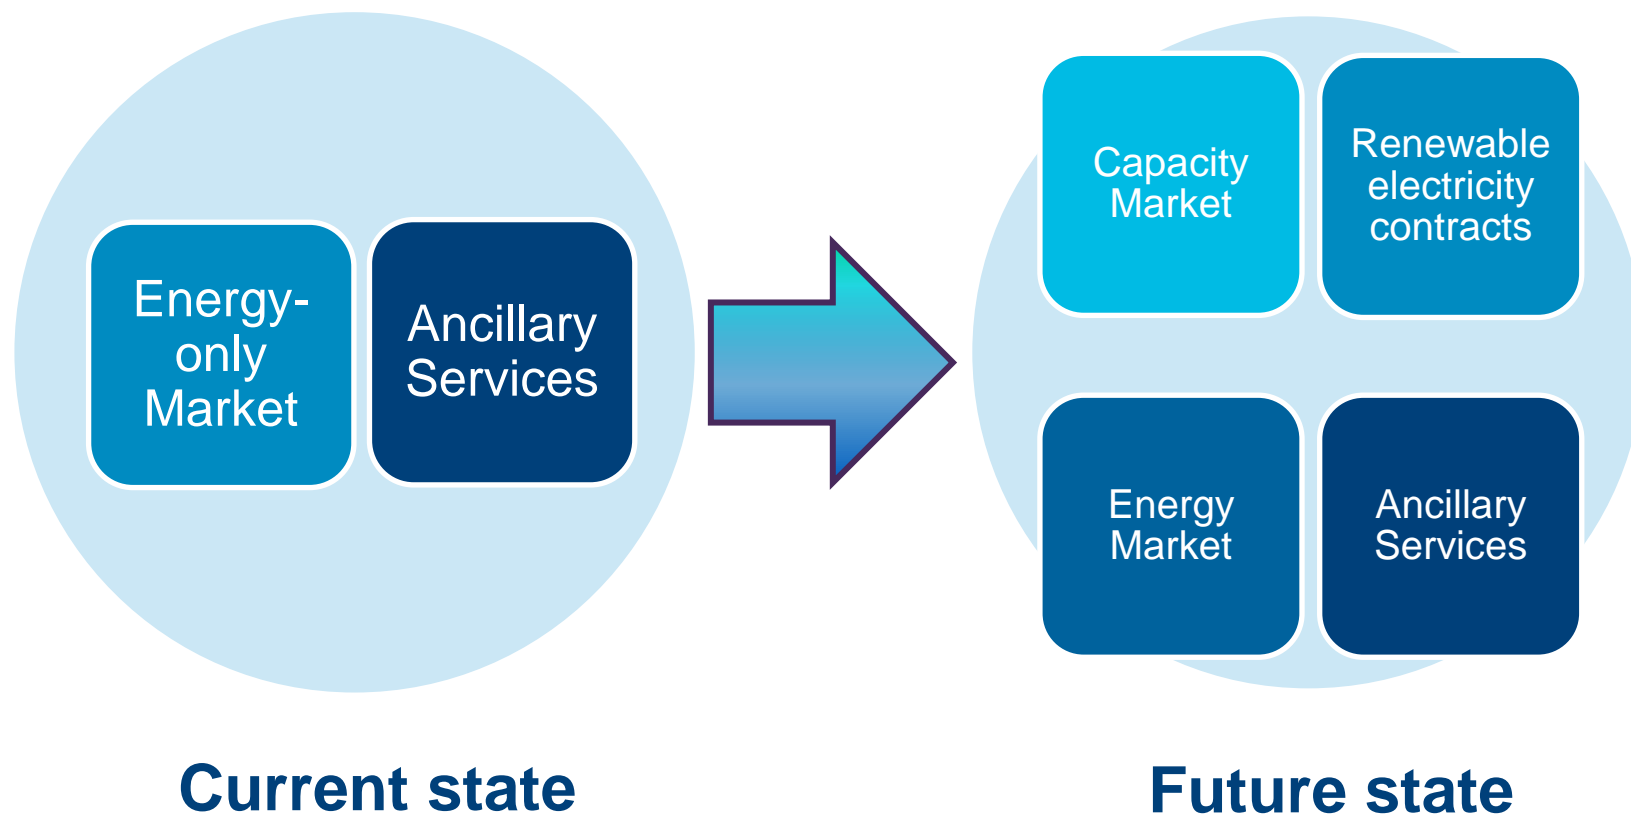 Energy-
only
Market
Ancillary
Services
Capacity
Market
Renewable
electricity
contracts
Energy
Market
Ancillary
Services
Current state
Future state